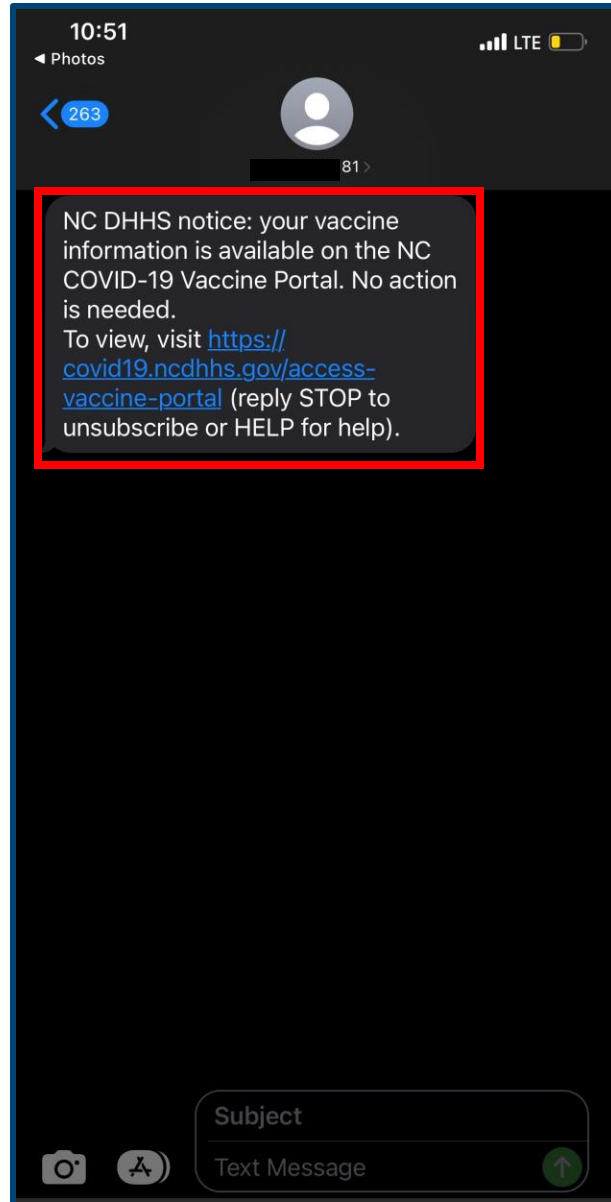 10:51
LTE
◀ Photos
263
81 >
NC DHHS notice: your vaccine
information is available on the NC
COVID-19 Vaccine Portal. No action
is needed.
To view, visit https://
covid19.ncdhhs.gov/access-
vaccine-portal (reply STOP to
unsubscribe or HELP for help).
Subject
Text Message